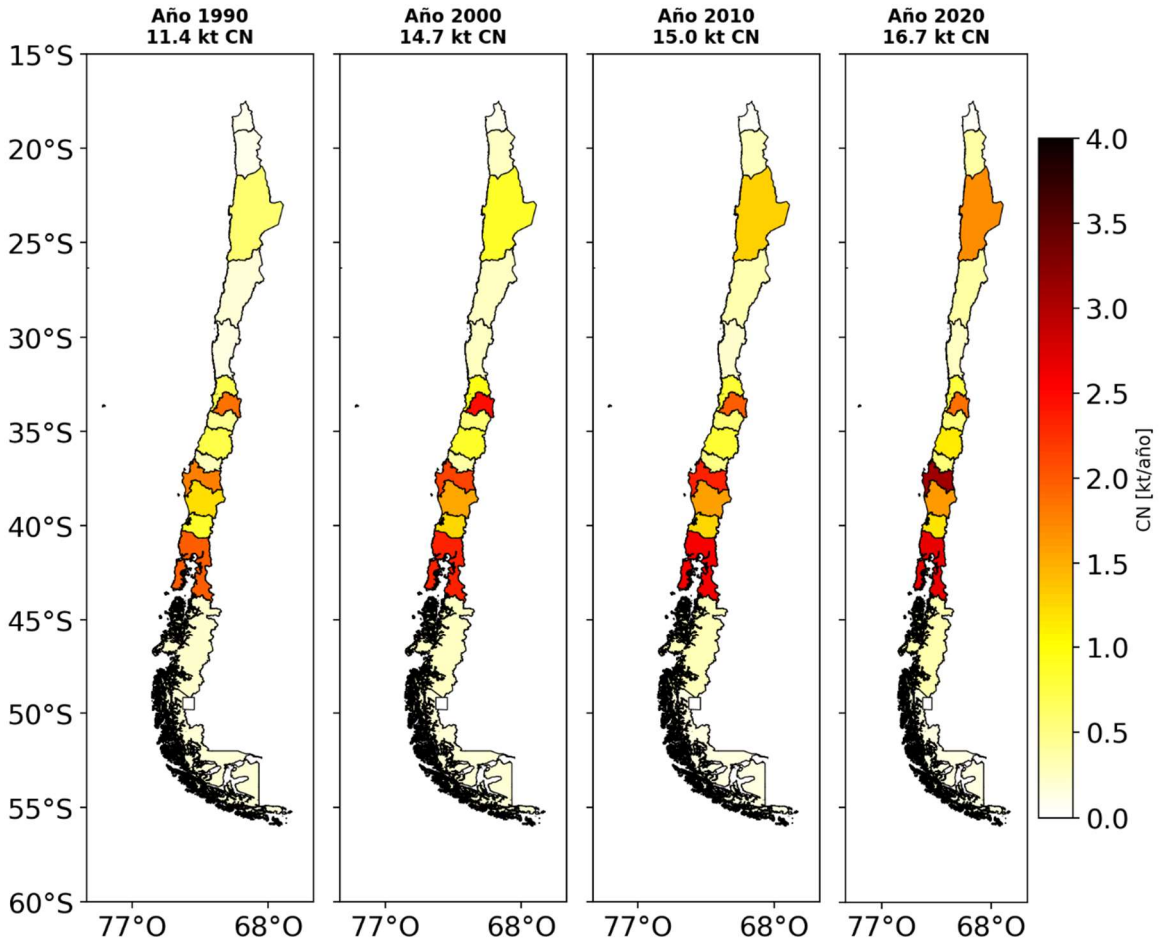 Año 1990
11.4 kt CN
Año 2000
14.7 kt CN
Año 2010
15.0 kt CN
Año 2020
16.7 kt CN
15°S
20°S
25°S
30°S
35°S
40°S
45°S
50°S
55°S
60°S
77°O 68°O
77°O 68°O
77°O 68°O
77°O 68°O
4.0
3.5
3.0
2.5
2.0
1.5
1.0
0.5
0.0
CN [kt/año]